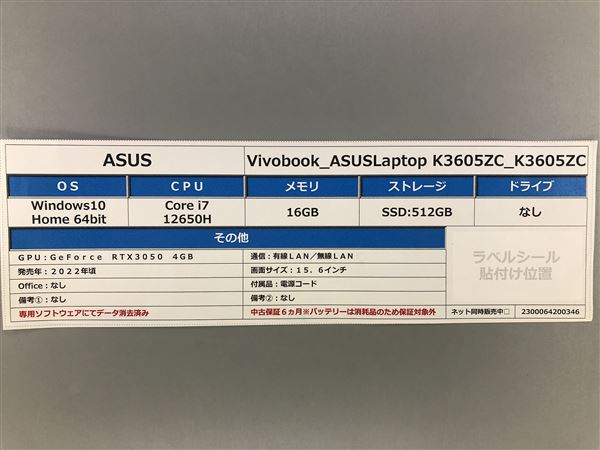 ASUS
Vivobook_ASUSLaptop K3605ZC_K3605ZC
OS
CPU
メモリ
ストレージ
ドライブ
Windows10
Home 64bit
Core i7
12650H
16GB
SSD:512GB
なし
その他
GPU:GeForce RTX3050 4GB
通信:有線LAN/無線LAN
発売年:2022年頃
画面サイズ:15.6インチ
Office:なし
付属品:電源コード
備考①:なし
備考②:なし
専用ソフトウェアにてデータ消去済み
中古保証6ヵ月※バッテリーは消耗品のため保証対象外
ラベルシール
貼付け位置
ネット同時販売中□
2300064200346